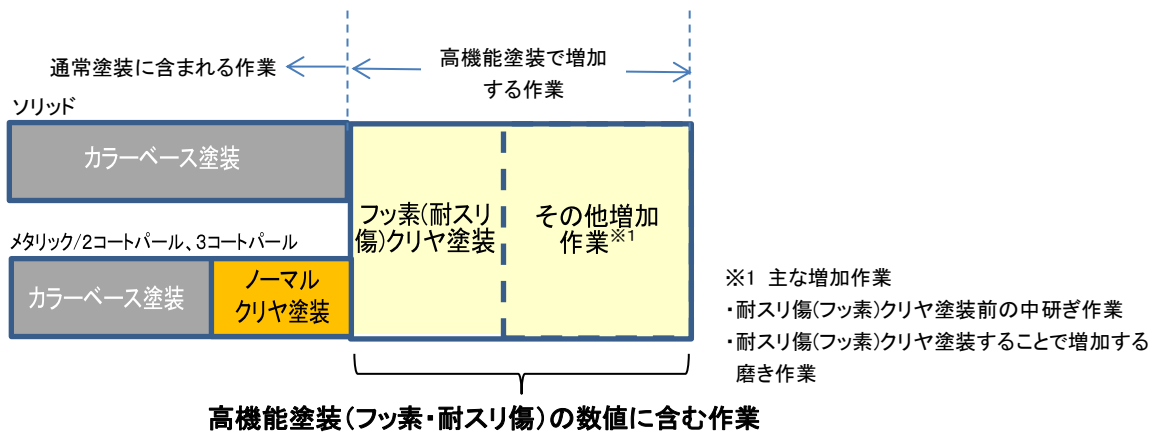 通常塗装に含まれる作業
高機能塗装で増加
する作業
ソリッド
カラーベース塗装
フッ素(耐スリ
傷)クリヤ塗装
その他増加
作業※1
メタリック/2コートパール、3コートパール
カラーベース塗装
ノーマル
クリヤ塗装
※1 主な増加作業
・耐スリ傷(フッ素)クリヤ塗装前の中研ぎ作業
・耐スリ傷(フッ素)クリヤ塗装することで増加する
磨き作業
高機能塗装(フッ素・耐スリ傷)の数値に含む作業